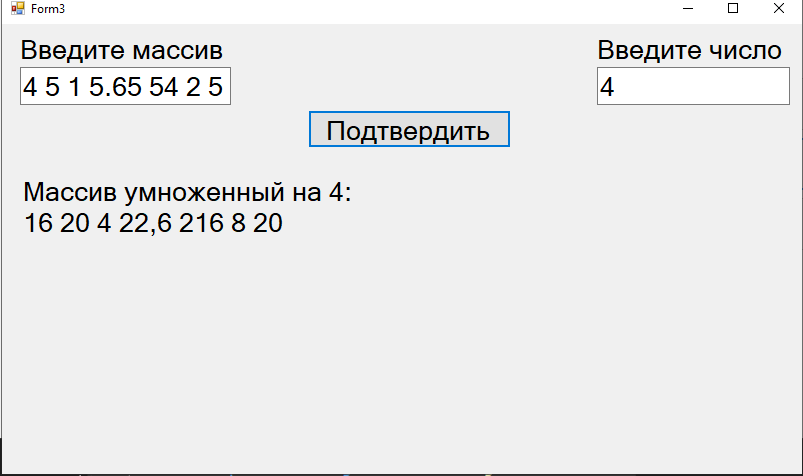 Form3
Введите массив
Введите число
4 5 1 5.65 54 2 5
4
Подтвердить
Массив умноженный на 4:
16 20 4 22,6 216 8 20